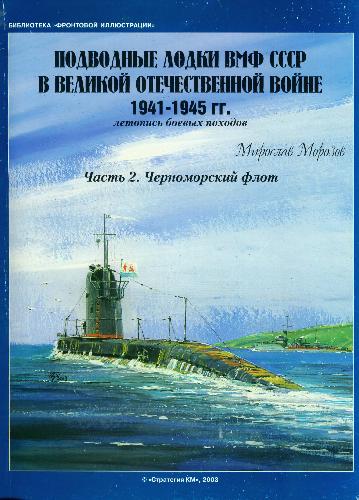 БИБЛИОТЕКА «ФРОНТОВОЙ ИЛЛЮСТРАЦИИ»
ПОДВОДНЫЕ ЛОДКИ ВМФ СССР
В ВЕЛИКОЙ ОТЕЧЕСТВЕННОЙ ВОЙНЕ
1941-1945 гг.
летопись боевых походов
Мирослав Морозов
Часть 2. Черноморский флот
© «Стратегия КМ», 2003